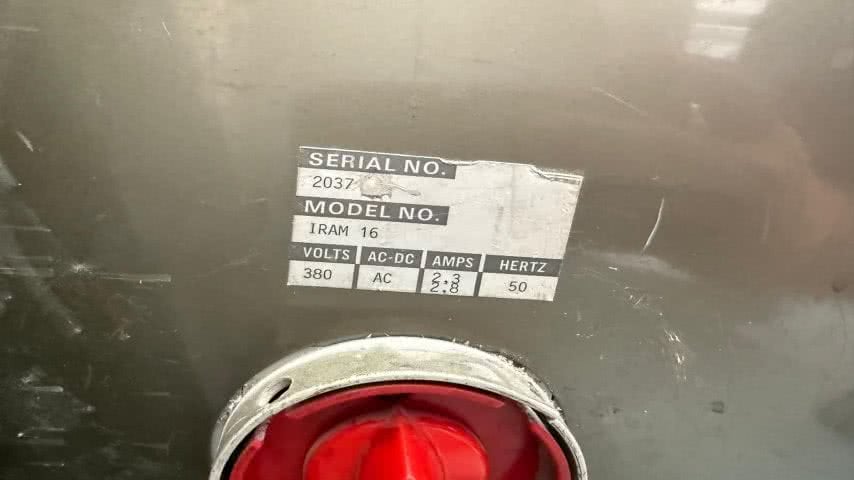 SERIAL NO.
2037
MODEL NO.
IRAM 16
VOLTS AC-DC AMPS HERTZ
380 AC 2.3 50
2.8